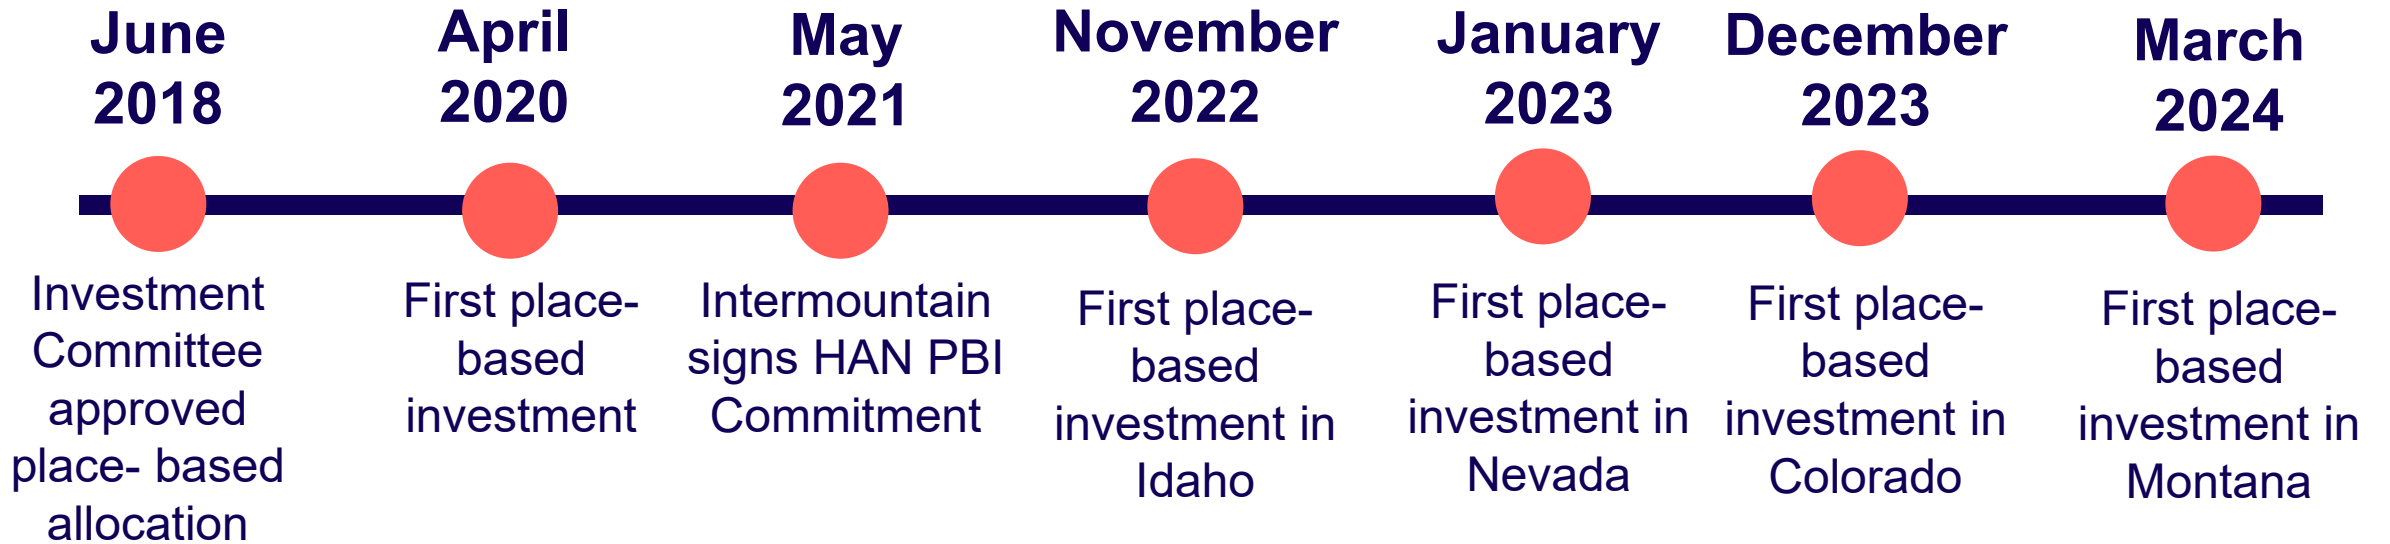 June
2018
Investment
Committee
approved
place- based
allocation
April
2020
First place-
based
investment
May
2021
Intermountain
signs HAN PBI
Commitment
November
2022
First place-
based
investment in
Idaho
January
2023
First place-
based
investment in
Nevada
December
2023
First place-
based
investment in
Colorado
March
2024
First place-
based
investment in
Montana